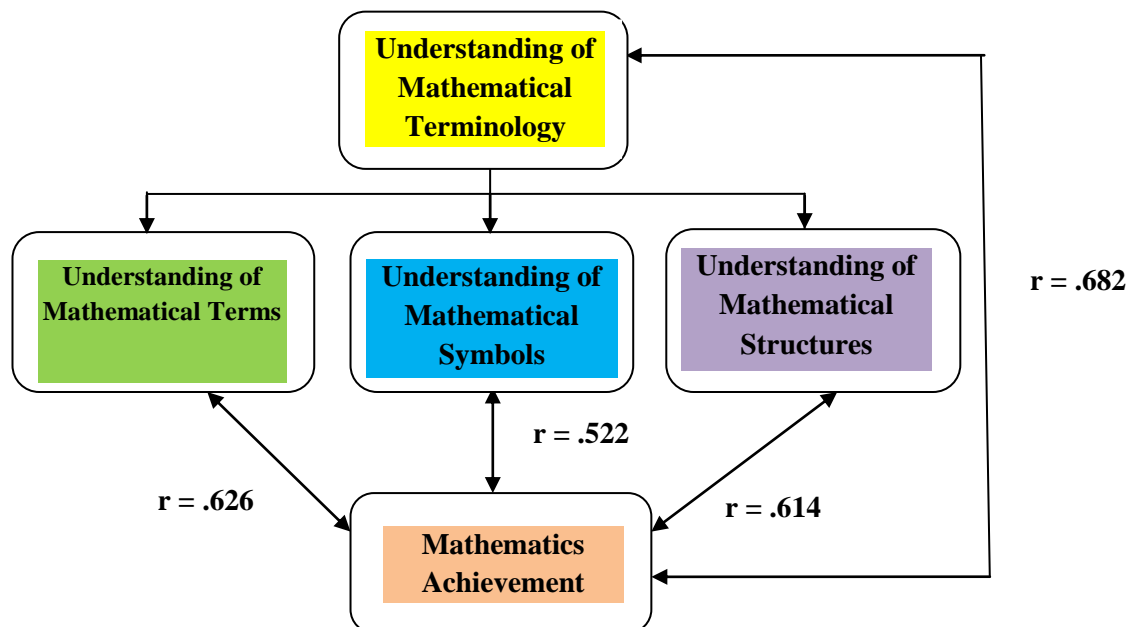 Understanding of
Mathematical
Terminology
Understanding of
Mathematical Terms
Understanding of
Mathematical
Symbols
Understanding of
Mathematical
Structures
r = .682
r = .522
r = .626
r = .614
Mathematics
Achievement